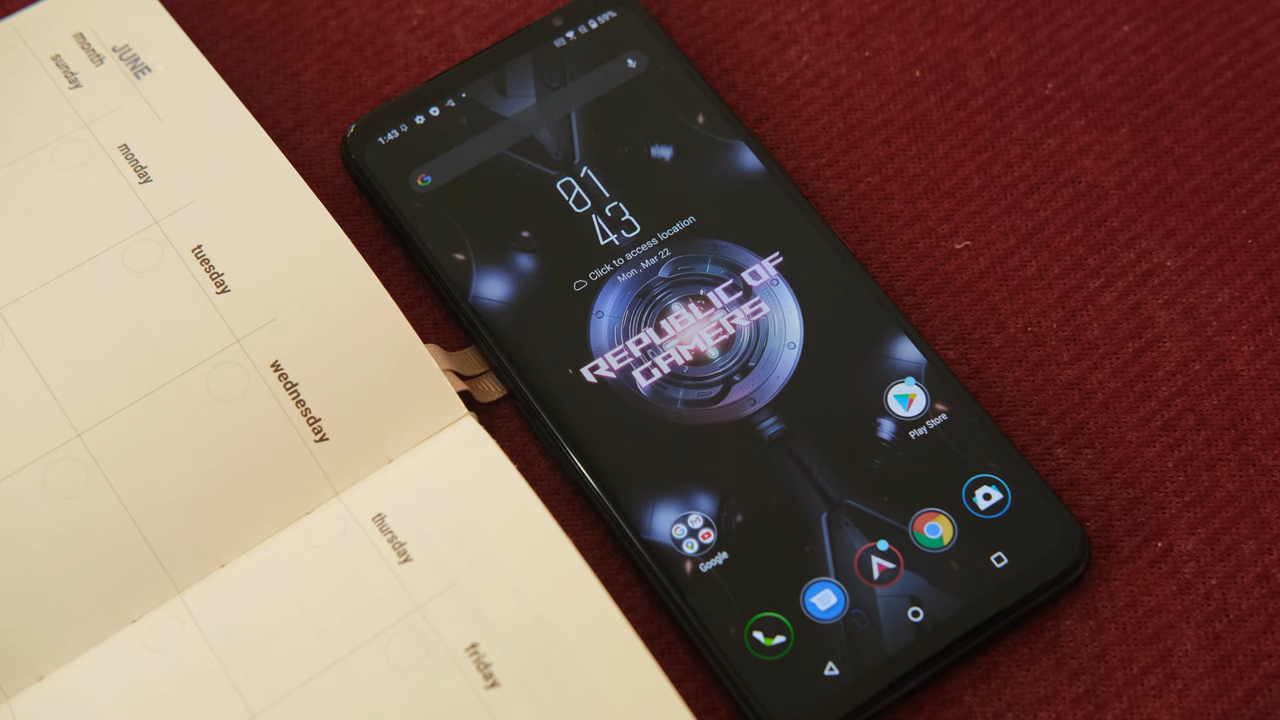 month JUNE
sunday
monday
tuesday
wednesday
thursday
friday
1:43
59%
01
43
Click to access location
Mon , Mar 22
REPUBLIC OF
GAMERS
Play Store
Google